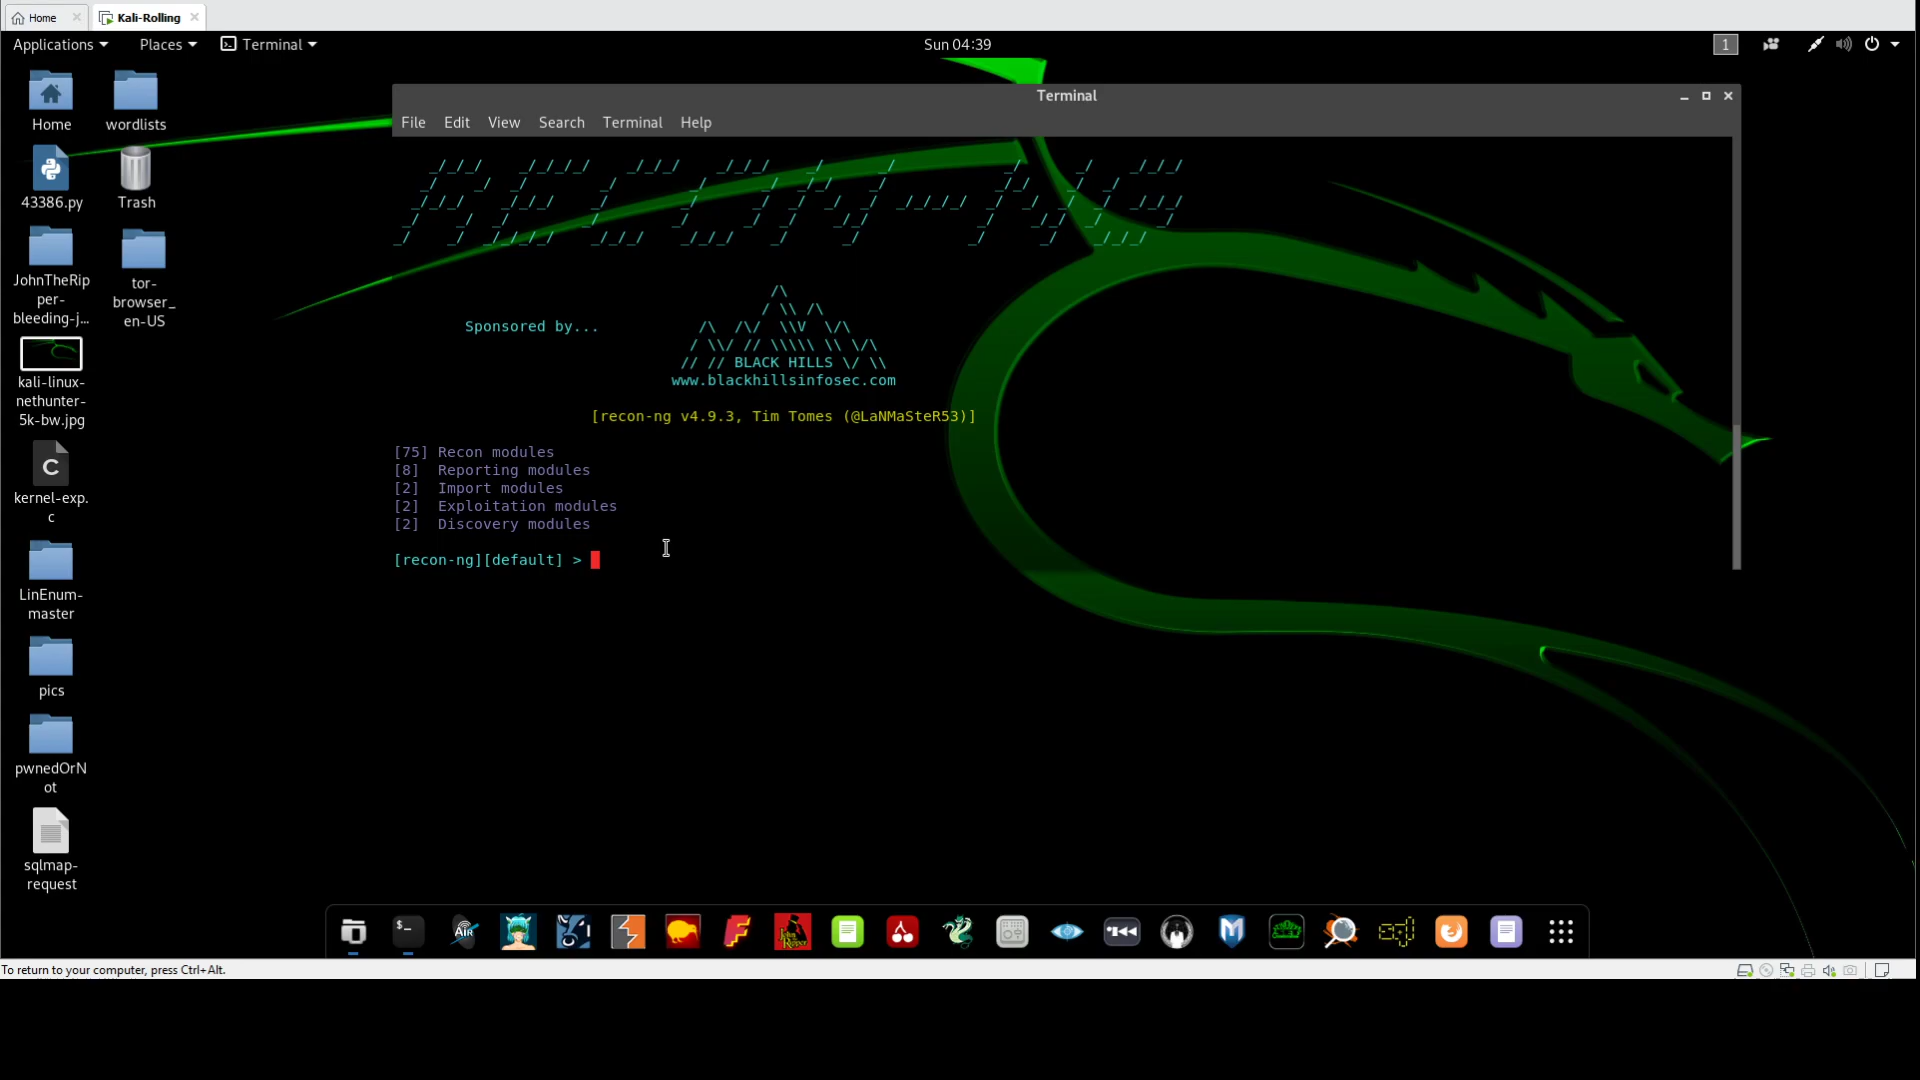 Home
Kali-Rolling
Applications
Places
Terminal
Sun 04:39
1
Home
wordlists
43386.py
Trash
JohnTheRip
per-
bleeding-j...
tor-
browser_
en-US
kali-linux-
nethunter-
5k-bw.jpg
C
kernel-exp.
c
LinEnum-
master
pics
pwnedOrN
ot
sqlmap-
request
Terminal
File Edit View Search Terminal Help
RECON-NG
Sponsored by...
BLACK HILLS
www.blackhillsinfosec.com
[recon-ng v4.9.3, Tim Tomes (@LaNMaSteR53)]
[75] Recon modules
[8] Reporting modules
[2] Import modules
[2] Exploitation modules
[2] Discovery modules
[recon-ng][default] >
$_
AIR
To return to your computer, press Ctrl+Alt.